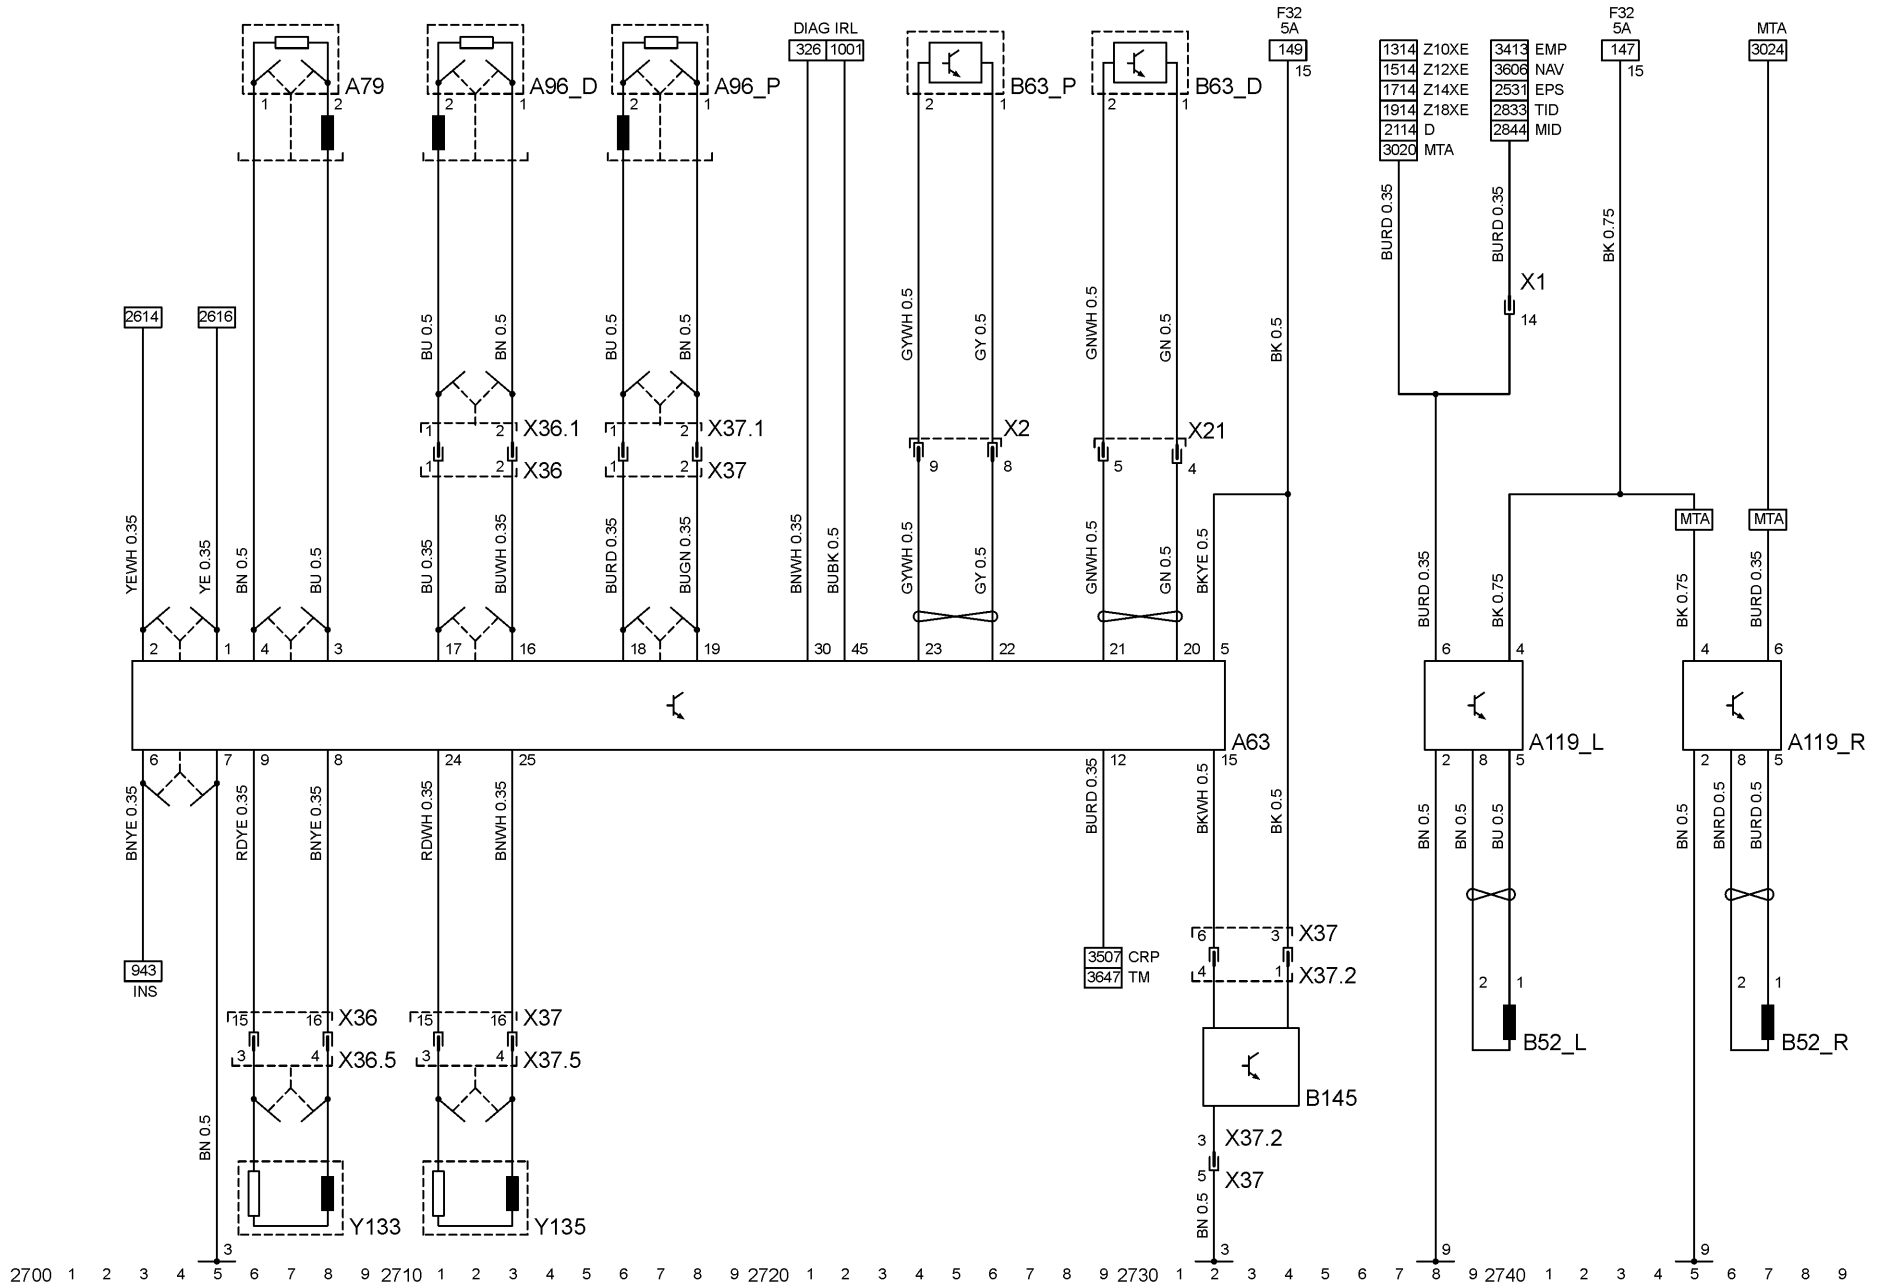 F32
F32
DIAG IRL
5A
5A
MTA
326 1001
149
1314 Z10XE
3413 EMP
147
3024
15
1514 Z12XE
3606 NAV
15
A79
A96_D
A96_P
B63_P
B63_D
1714 Z14XE
2531 EPS
1 2
2 1
2 1
2 1
2 1
1914 Z18XE
2833 TID
2114 D
2844 MID
3020 MTA
BURD 0.35
BURD 0.35
BK 0.75
X1
14
2614
2616
BU 0.5
BN 0.5
BU 0.5
BN 0.5
GYWH 0.5
GY 0.5
GNWH 0.5
GN 0.5
BK 0.5
1 2 X36.1
1 2 X37.1
X2
X21
1 2 X36
1 2 X37
9 8
5 4
MTA
MTA
YEWH 0.35
YE 0.35
BN 0.5
BU 0.5
BU 0.35
BUWH 0.35
BURD 0.35
BUGN 0.35
BNWH 0.35
BUBK 0.5
GYWH 0.5
GY 0.5
GNWH 0.5
GN 0.5
BKYE 0.5
BURD 0.35
BK 0.75
BK 0.75
BURD 0.35
2 1 4 3 17 16 18 19 30 45 23 22 21 20 5 6 4 4 6
A63
A119_L
A119_R
6 7 9 8 24 25 12 15 2 8 5 2 8 5
BNYE 0.35
RDYE 0.35
BNYE 0.35
RDWH 0.35
BNWH 0.35
BURD 0.35
BKWH 0.5
BK 0.5
BN 0.5
BN 0.5
BU 0.5
BN 0.5
BNRD 0.5
BURD 0.5
6 3 X37
943
3507 CRP
4 1 X37.2
INS
3647 TM
2 1
2 1
15 16 X36
15 16 X37
3 4 X36.5
3 4 X37.5
B52_L
B52_R
B145
BN 0.5
3 X37.2
5 X37
BN 0.5
Y133
Y135
3
3
9
9
2700 1 2 3 4 5 6 7 8 9 2710 1 2 3 4 5 6 7 8 9 2720 1 2 3 4 5 6 7 8 9 2730 1 2 3 4 5 6 7 8 9 2740 1 2 3 4 5 6 7 8 9